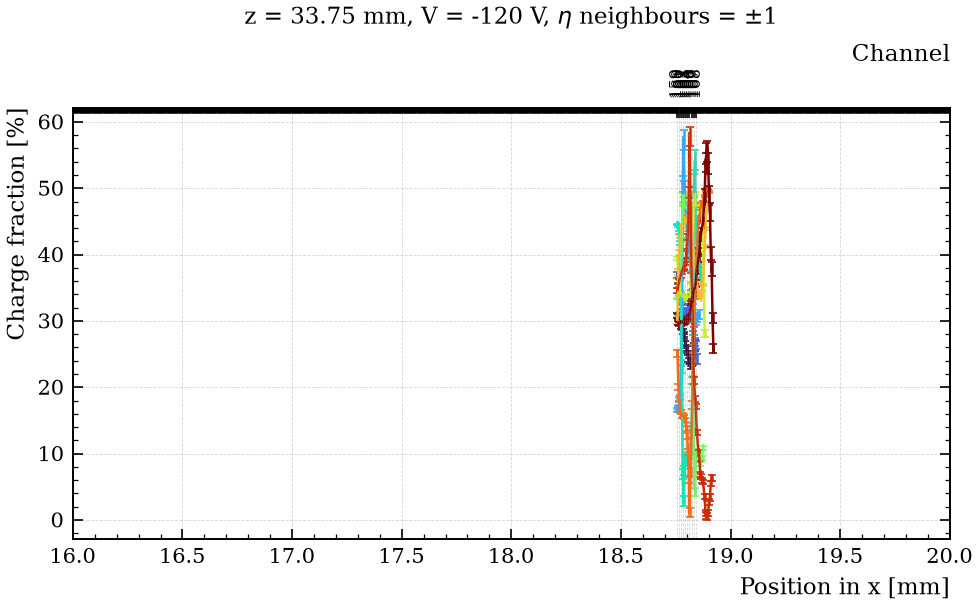 z = 33.75 mm, V = -120 V, η neighbours = ±1
Channel
Charge fraction [%]
60
50
40
30
20
10
0
16.0 16.5 17.0 17.5 18.0 18.5 19.0 19.5 20.0
Position in x [mm]